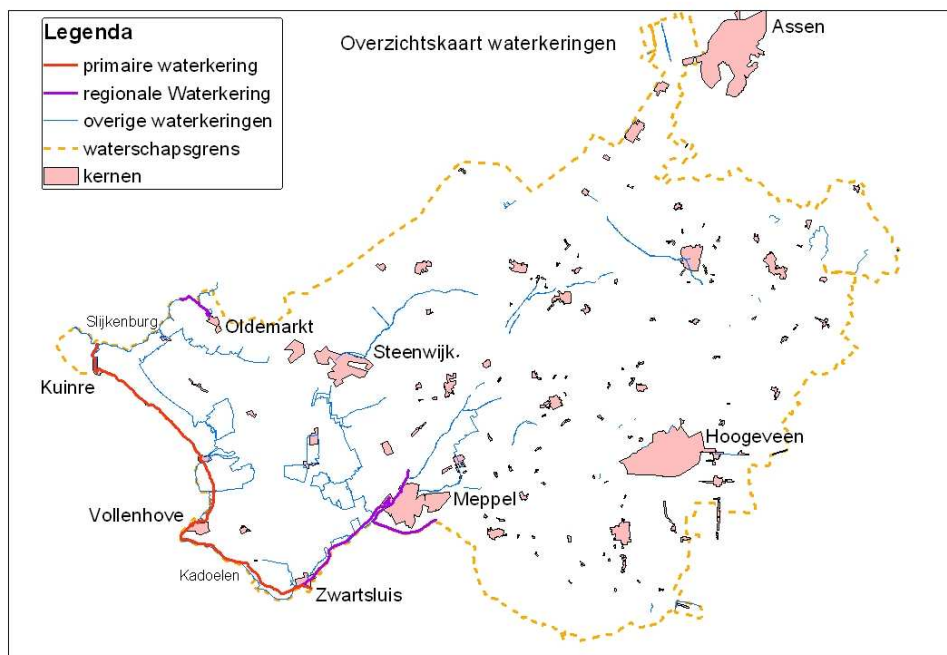 Legenda
primaire waterkering
regionale Waterkering
overige waterkeringen
waterschapsgrens
kernen
Overzichtskaart waterkeringen
Assen
Slijkenburg
Oldemarkt
Steenwijk
Kuinre
Hoogeveen
Meppel
Vollenhove
Kadoelen
Zwartsluis